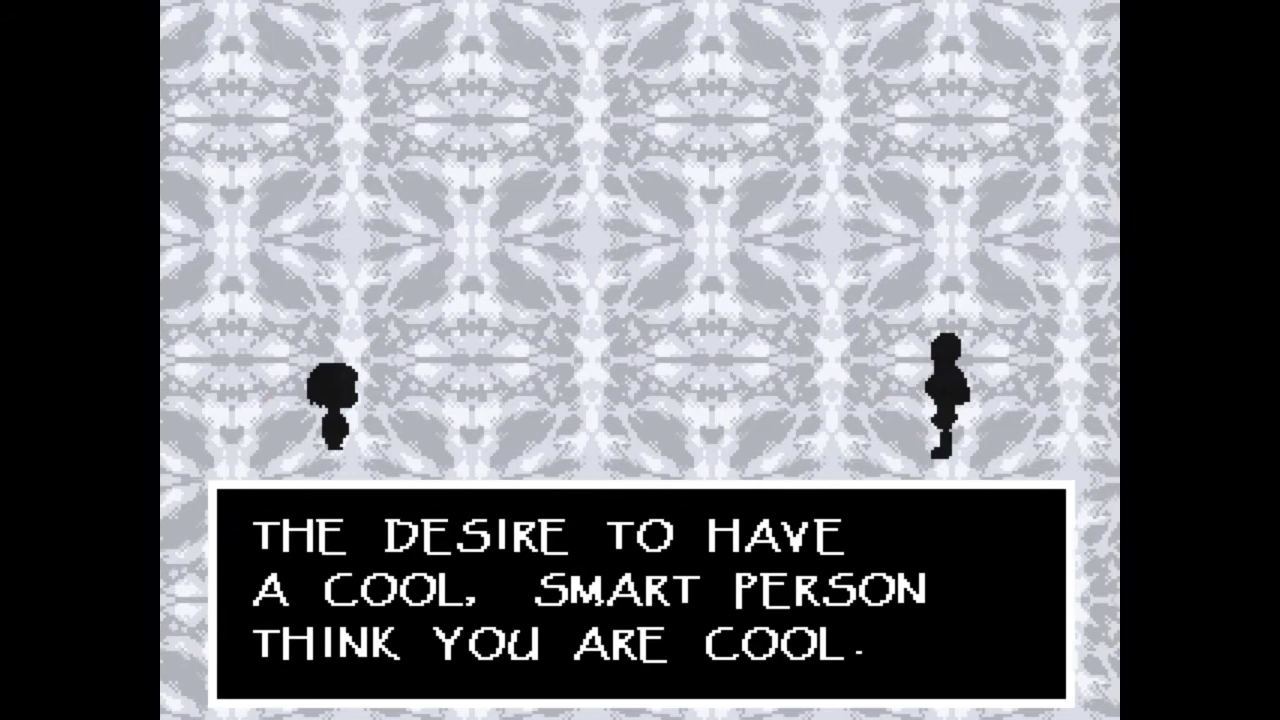 THE DESIRE TO HAVE
A COOL, SMART PERSON
THINK YOU ARE COOL.